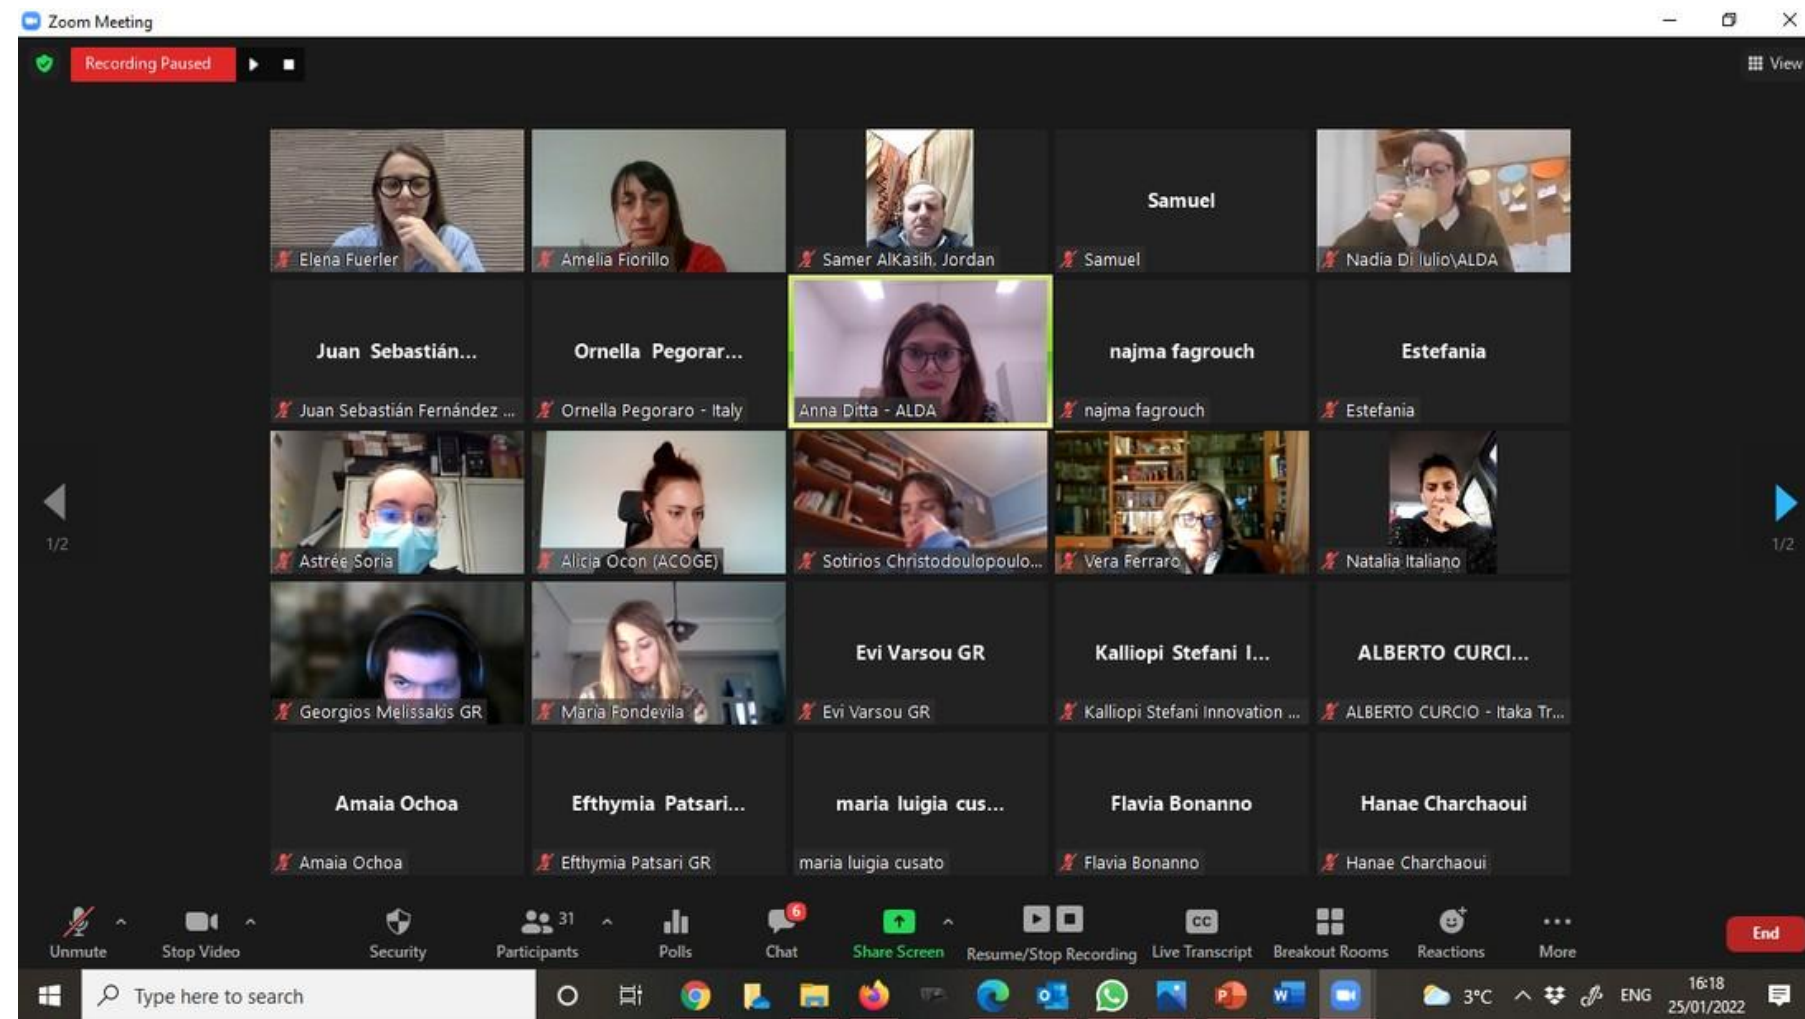 Zoom Meeting
Recording Paused
View
Elena Fuerler
Amelia Fiorillo
Samer AlKasih. Jordan
Samuel
Samuel
Nadia Di Iulio\ALDA
Juan Sebastián...
Juan Sebastián Fernández ...
Ornella Pegorar...
Ornella Pegoraro - Italy
Anna Ditta - ALDA
najma fagrouch
najma fagrouch
Estefania
Estefania
1/2
1/2
Astrée Soria
Alicia Ocon (ACOGE)
Sotirios Christodoulopoulo...
Vera Ferraro
Natalia Italiano
Georgios Melissakis GR
María Fondevila
Evi Varsou GR
Evi Varsou GR
Kalliopi Stefani I...
Kalliopi Stefani Innovation ...
ALBERTO CURCI...
ALBERTO CURCIO - Itaka Tr...
Amaia Ochoa
Amaia Ochoa
Efthymia Patsari...
Efthymia Patsari GR
maria luigia cus...
maria luigia cusato
Flavia Bonanno
Flavia Bonanno
Hanae Charchaoui
Hanae Charchaoui
Unmute
Stop Video
Security
31
Participants
Polls
6
Chat
Share Screen
Resume/Stop Recording
CC
Live Transcript
Breakout Rooms
Reactions
More
End
Type here to search
3°C
ENG
16:18
25/01/2022